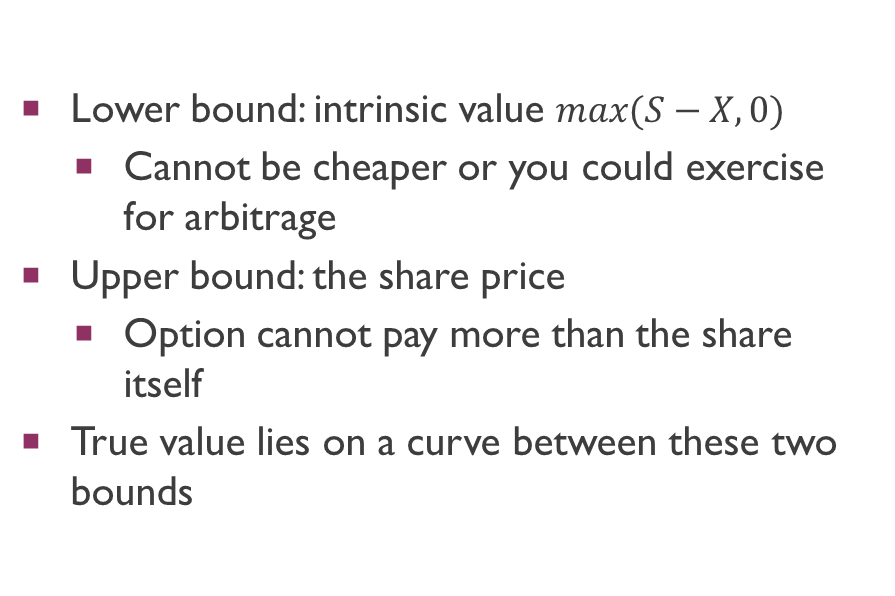 Lower bound: intrinsic value max(S − X, 0)
Cannot be cheaper or you could exercise
for arbitrage
Upper bound: the share price
Option cannot pay more than the share
itself
True value lies on a curve between these two
bounds